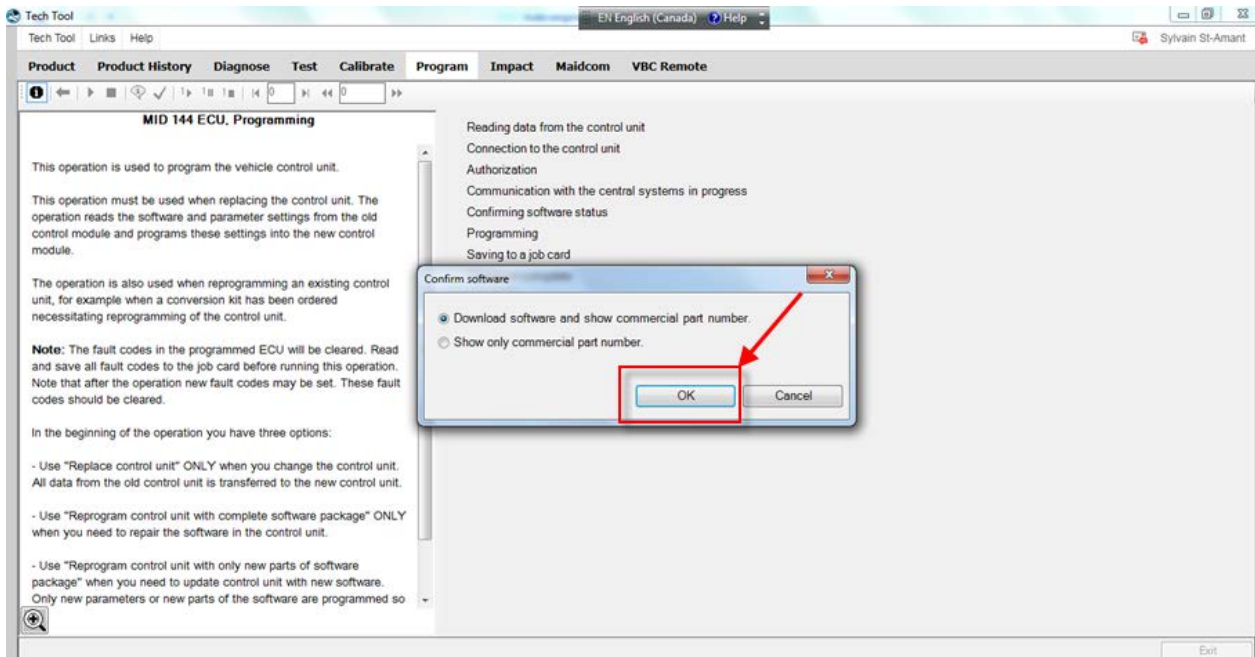 Tech Tool
EN English (Canada) ? Help
Tech Tool Links Help
Sylvain St-Amant
Product Product History Diagnose Test Calibrate Program Impact Maidcom VBC Remote
0 0
MID 144 ECU, Programming
This operation is used to program the vehicle control unit.
This operation must be used when replacing the control unit. The
operation reads the software and parameter settings from the old
control module and programs these settings into the new control
module.
The operation is also used when reprogramming an existing control
unit, for example when a conversion kit has been ordered
necessitating reprogramming of the control unit.
Note: The fault codes in the programmed ECU will be cleared. Read
and save all fault codes to the job card before running this operation.
Note that after the operation new fault codes may be set. These fault
codes should be cleared.
In the beginning of the operation you have three options:
- Use "Replace control unit" ONLY when you change the control unit.
All data from the old control unit is transferred to the new control unit.
- Use "Reprogram control unit with complete software package" ONLY
when you need to repair the software in the control unit.
- Use "Reprogram control unit with only new parts of software
package" when you need to update control unit with new software.
Only new parameters or new parts of the software are programmed so
Reading data from the control unit
Connection to the control unit
Authorization
Communication with the central systems in progress
Confirming software status
Programming
Saving to a job card
Confirm software
Download software and show commercial part number.
Show only commercial part number.
OK Cancel
Exit